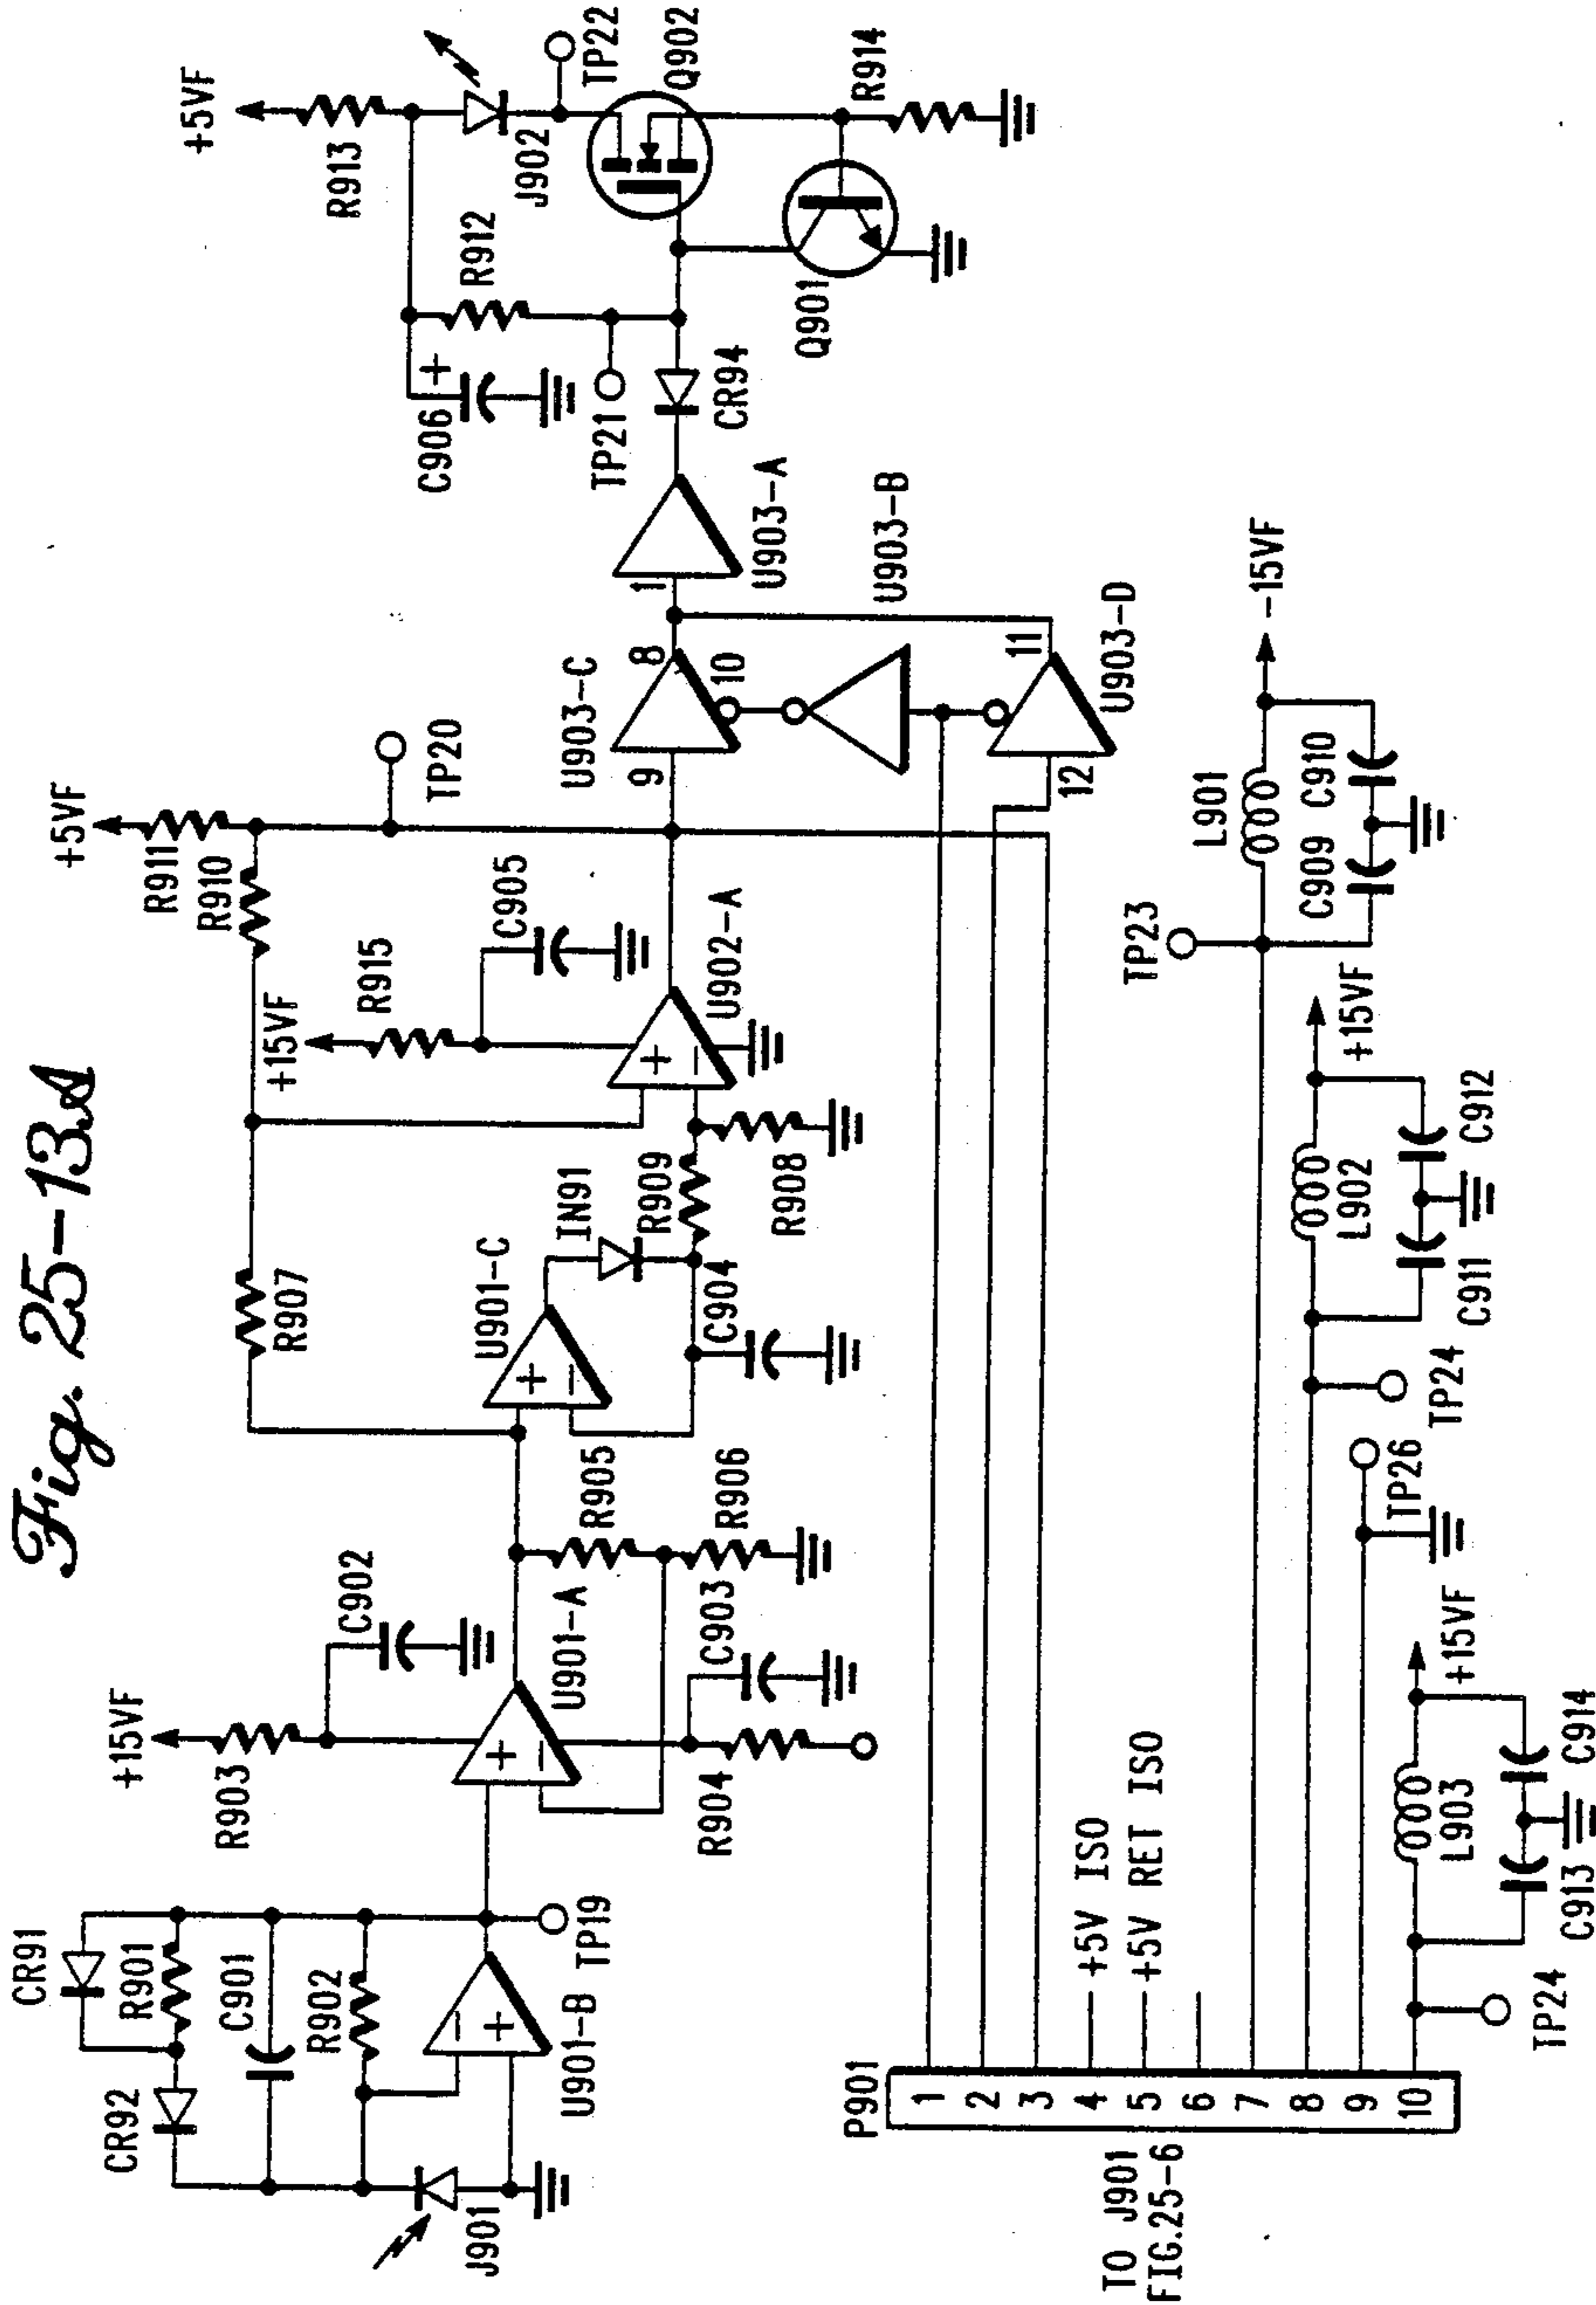 Fig. 25-13A
CR91
R901
CR92
C901
R902
J901
U901-B
TP19
+15VF
R903
C902
U901-A
R904
C903
R905
R906
R907
U901-C
IN91
R909
C904
R908
+15VF
R915
C905
U902-A
+5VF
R911
R910
TP20
U903-C
9
8
10
U903-B
12
11
U903-D
1
U903-A
C906
TP21
CR94
R912
+5VF
R913
J902
TP22
Q902
Q901
R914
P901
1
2
3
4
5
6
7
8
9
10
TO J901
FIG.25-6
+5V ISO
+5V RET ISO
TP24
L903
C913
C914
+15VF
TP26
TP24
L902
C911
C912
+15VF
TP23
L901
C909
C910
-15VF